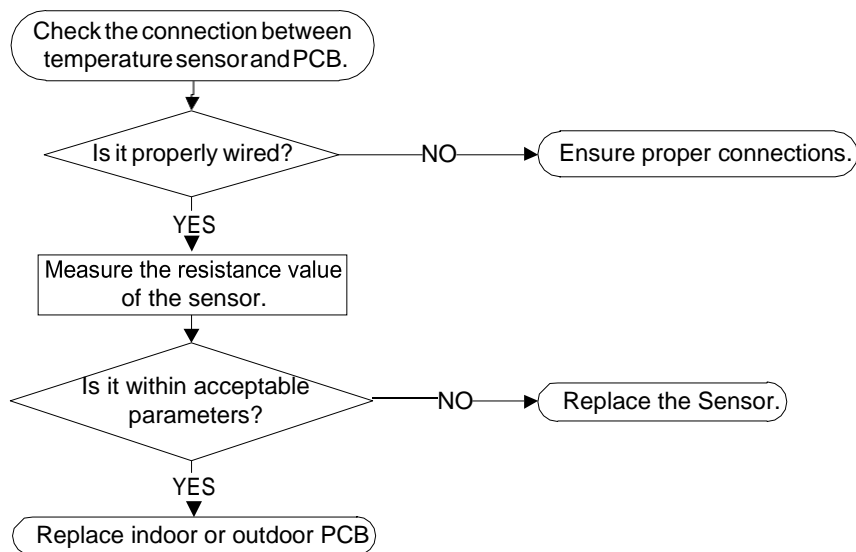 Check the connection between
temperature sensor and PCB.
Is it properly wired?
NO
Ensure proper connections.
YES
Measure the resistance value
of the sensor.
Is it within acceptable
parameters?
NO
Replace the Sensor.
YES
Replace indoor or outdoor PCB